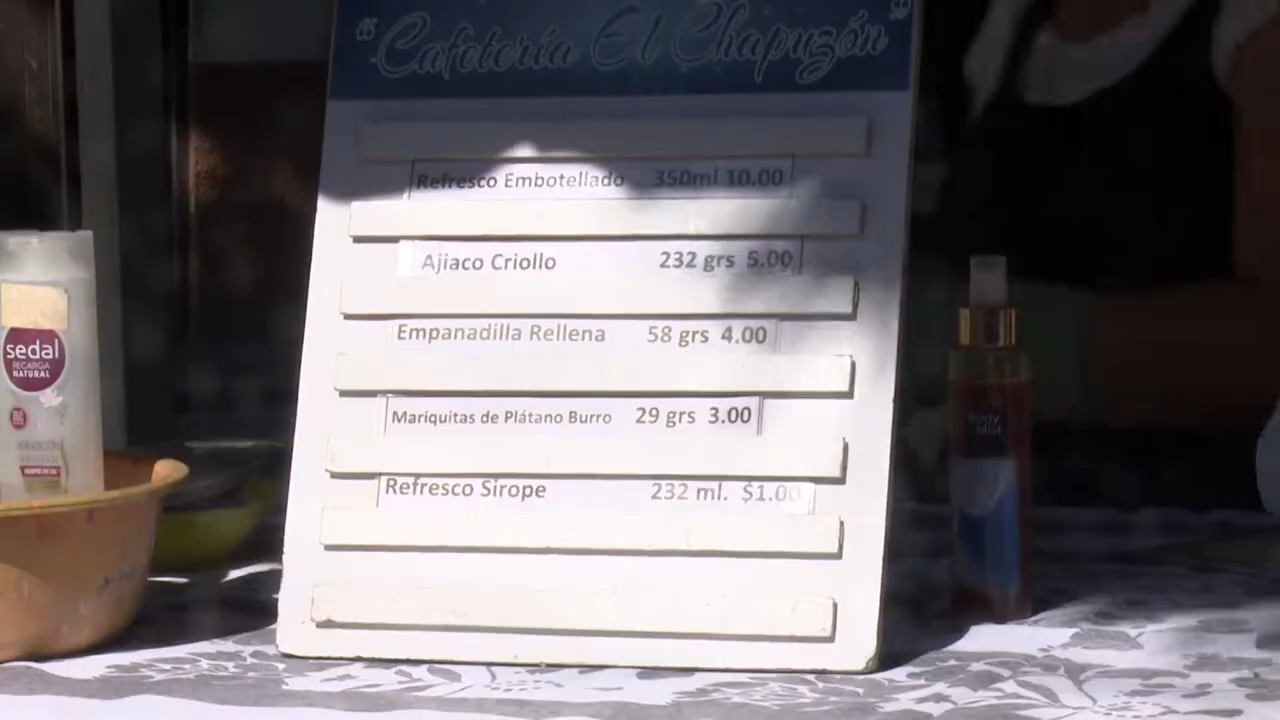 “Cafetería El Chapuzón”
Refresco Embotellado 350ml 10.00
Ajiaco Criollo 232 grs 5.00
Empanadilla Rellena 58 grs 4.00
Mariquitas de Plátano Burro 29 grs 3.00
Refresco Sirope 232 ml. $1.00
sedal
RECARGA
NATURAL
Body
Mist